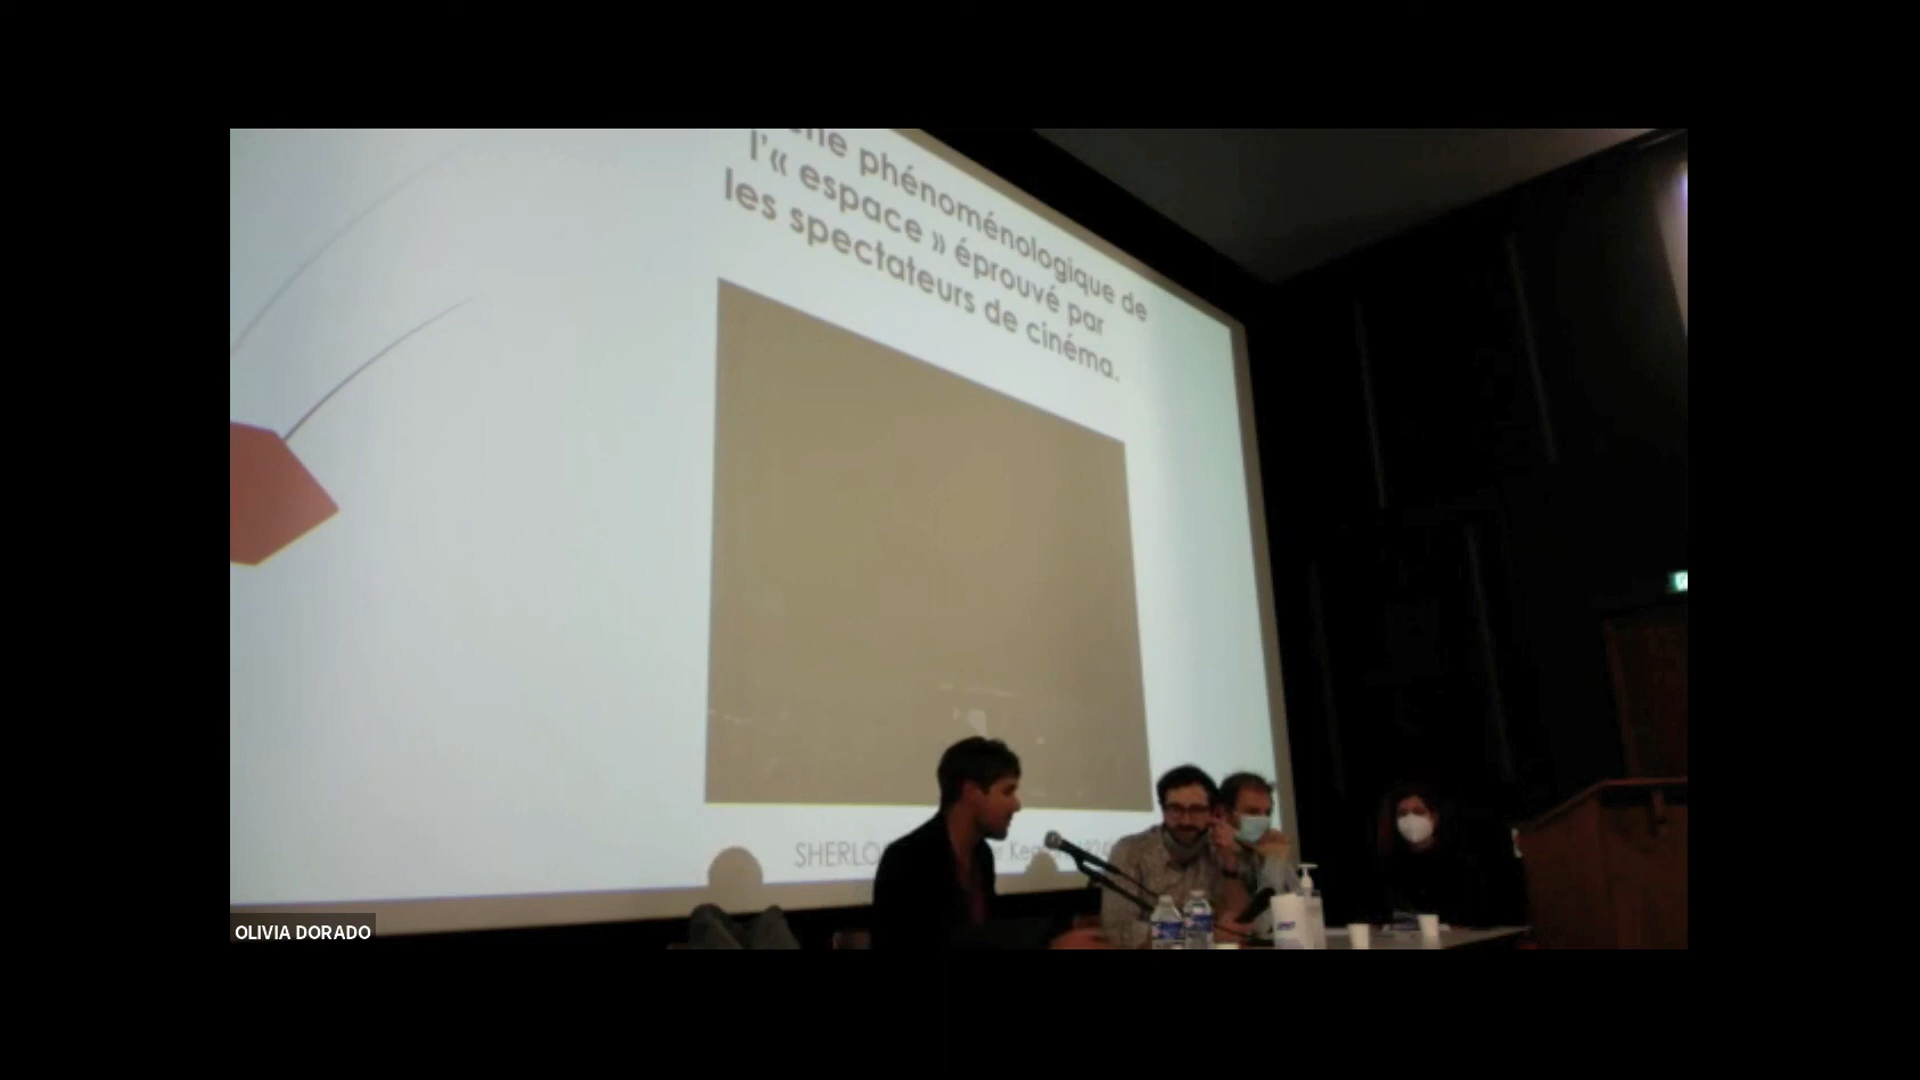 phénoménologique de
l'« espace » éprouvé par
les spectateurs de cinéma.
SHERLO
OLIVIA DORADO